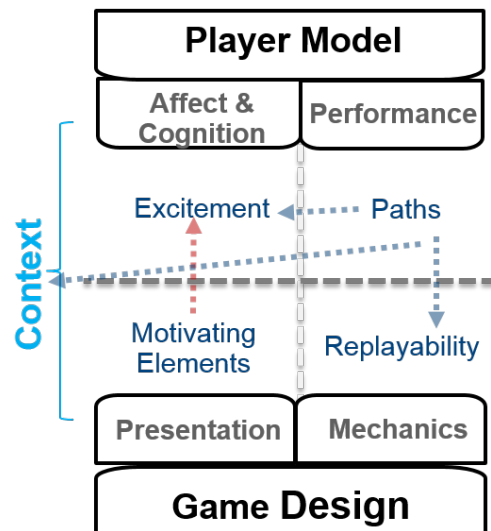 Player Model
Affect &
Cognition
Performance
Context
Excitement
Paths
Motivating
Elements
Replayability
Presentation
Mechanics
Game Design